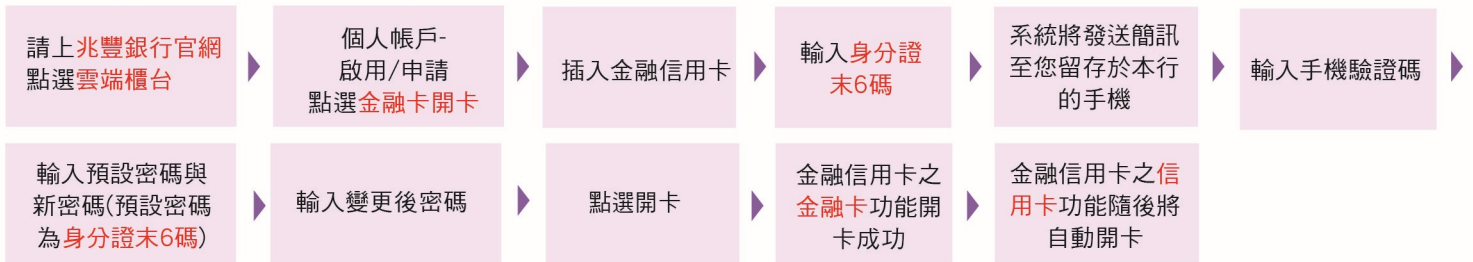 請上兆豐銀行官網
點選雲端櫃台
個人帳戶-
啟用/申請
點選金融卡開卡
插入金融信用卡
輸入身分證
末6碼
系統將發送簡訊
至您留存於本行
的手機
輸入手機驗證碼
輸入預設密碼與
新密碼(預設密碼
為身分證末6碼)
輸入變更後密碼
點選開卡
金融信用卡之
金融卡功能開
卡成功
金融信用卡之信
用卡功能隨後將
自動開卡